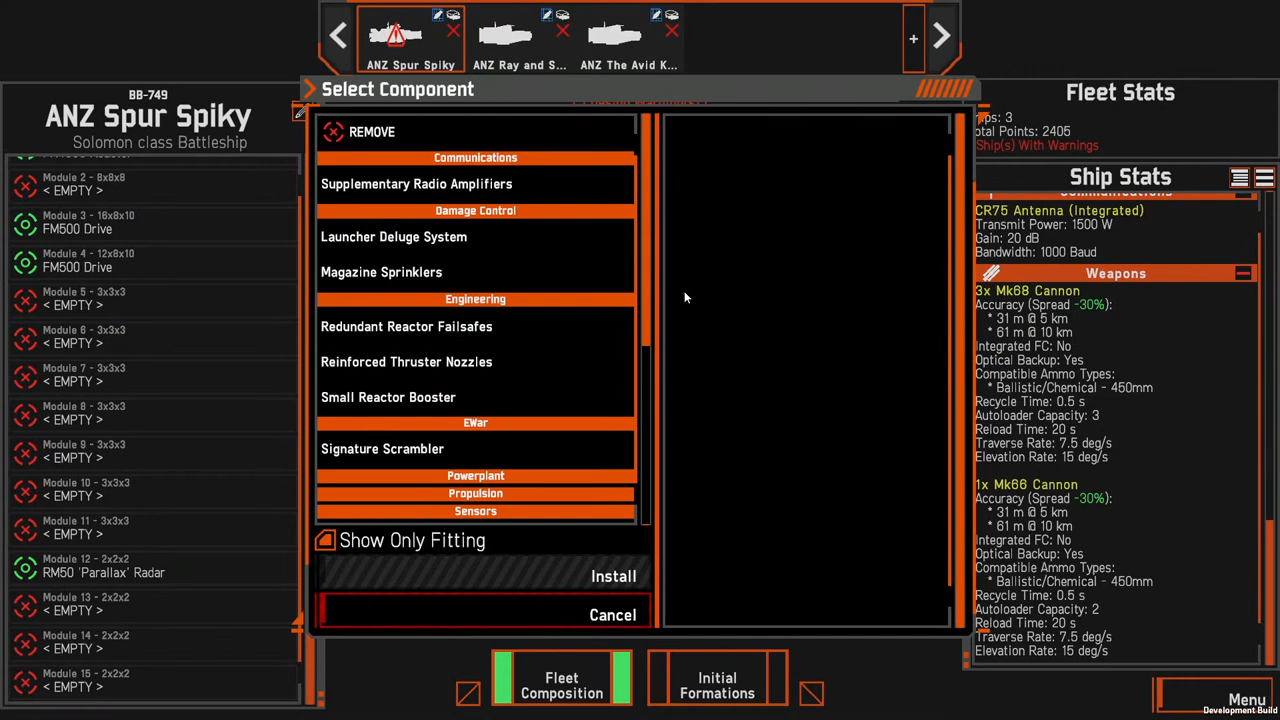 ANZ Spur Spiky
ANZ Ray and S...
ANZ The Avid K...
+
BB-749
ANZ Spur Spiky
Solomon class Battleship
Module 2 - 8x8x8
< EMPTY >
Module 3 - 16x8x10
FM500 Drive
Module 4 - 12x8x10
FM500 Drive
Module 5 - 3x3x3
< EMPTY >
Module 6 - 3x3x3
< EMPTY >
Module 7 - 3x3x3
< EMPTY >
Module 8 - 3x3x3
< EMPTY >
Module 9 - 3x3x3
< EMPTY >
Module 10 - 3x3x3
< EMPTY >
Module 11 - 3x3x3
< EMPTY >
Module 12 - 2x2x2
RM50 'Parallax' Radar
Module 13 - 2x2x2
< EMPTY >
Module 14 - 2x2x2
< EMPTY >
Module 15 - 2x2x2
< EMPTY >
Select Component
REMOVE
Communications
Supplementary Radio Amplifiers
Damage Control
Launcher Deluge System
Magazine Sprinklers
Engineering
Redundant Reactor Failsafes
Reinforced Thruster Nozzles
Small Reactor Booster
EWar
Signature Scrambler
Powerplant
Propulsion
Sensors
Show Only Fitting
Install
Cancel
Fleet Composition
Initial Formations
Fleet Stats
ips: 3
otal Points: 2405
Ship(s) With Warnings
Ship Stats
CR75 Antenna (Integrated)
Transmit Power: 1500 W
Gain: 20 dB
Bandwidth: 1000 Baud
Weapons
3x Mk68 Cannon
Accuracy (Spread -30%):
* 31 m @ 5 km
* 61 m @ 10 km
Integrated FC: No
Optical Backup: Yes
Compatible Ammo Types:
* Ballistic/Chemical - 450mm
Recycle Time: 0.5 s
Autoloader Capacity: 3
Reload Time: 20 s
Traverse Rate: 7.5 deg/s
Elevation Rate: 15 deg/s
1x Mk66 Cannon
Accuracy (Spread -30%):
* 31 m @ 5 km
* 61 m @ 10 km
Integrated FC: No
Optical Backup: Yes
Compatible Ammo Types:
* Ballistic/Chemical - 450mm
Recycle Time: 0.5 s
Autoloader Capacity: 2
Reload Time: 20 s
Traverse Rate: 7.5 deg/s
Elevation Rate: 15 deg/s
Menu
Development Build